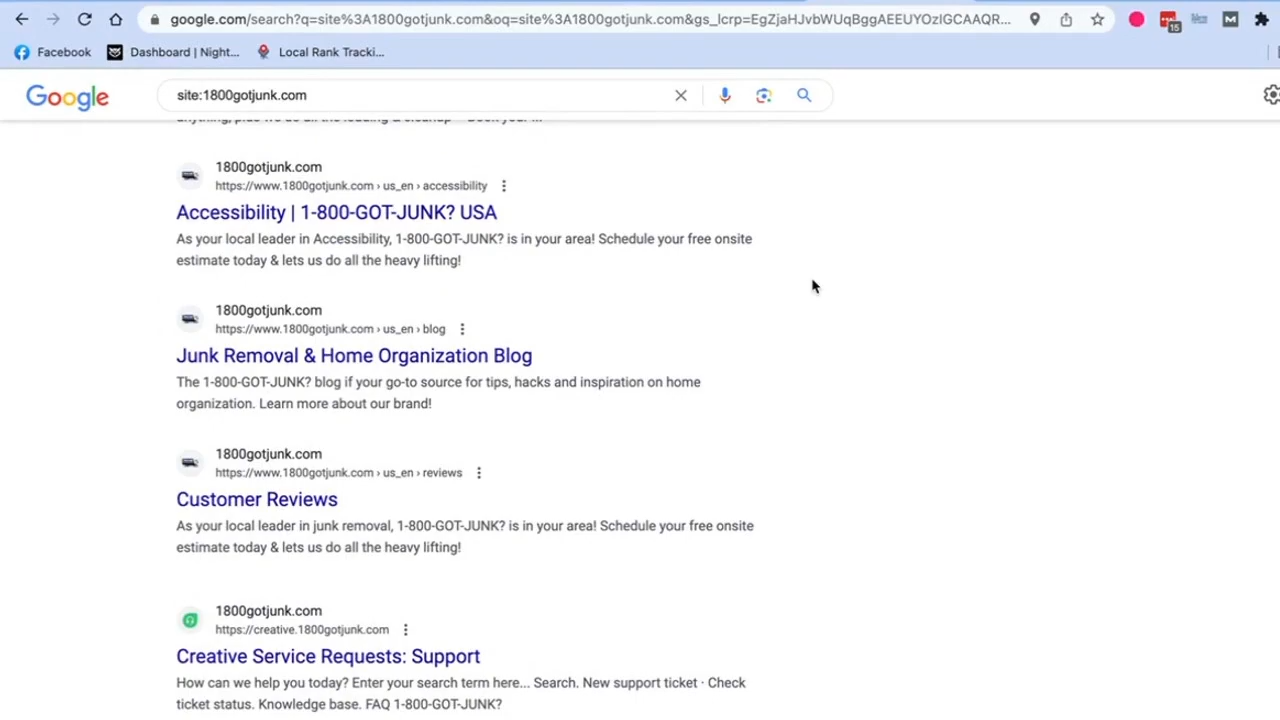 google.com/search?q=site%3A1800gotjunk.com&oq=site%3A1800gotjunk.com&gs_lcrp=EgZjaHJvbWUqBggAEEUYOzIGCAAQR...
15
M
Facebook
Dashboard | Night...
Local Rank Tracki...
Google
site:1800gotjunk.com
anything, plus we do all the loading & cleanup
1800gotjunk.com
https://www.1800gotjunk.com › us_en › accessibility
Accessibility | 1-800-GOT-JUNK? USA
As your local leader in Accessibility, 1-800-GOT-JUNK? is in your area! Schedule your free onsite
estimate today & lets us do all the heavy lifting!
1800gotjunk.com
https://www.1800gotjunk.com › us_en › blog
Junk Removal & Home Organization Blog
The 1-800-GOT-JUNK? blog if your go-to source for tips, hacks and inspiration on home
organization. Learn more about our brand!
1800gotjunk.com
https://www.1800gotjunk.com › us_en › reviews
Customer Reviews
As your local leader in junk removal, 1-800-GOT-JUNK? is in your area! Schedule your free onsite
estimate today & lets us do all the heavy lifting!
1800gotjunk.com
https://creative.1800gotjunk.com
Creative Service Requests: Support
How can we help you today? Enter your search term here... Search. New support ticket · Check
ticket status. Knowledge base. FAQ 1-800-GOT-JUNK?